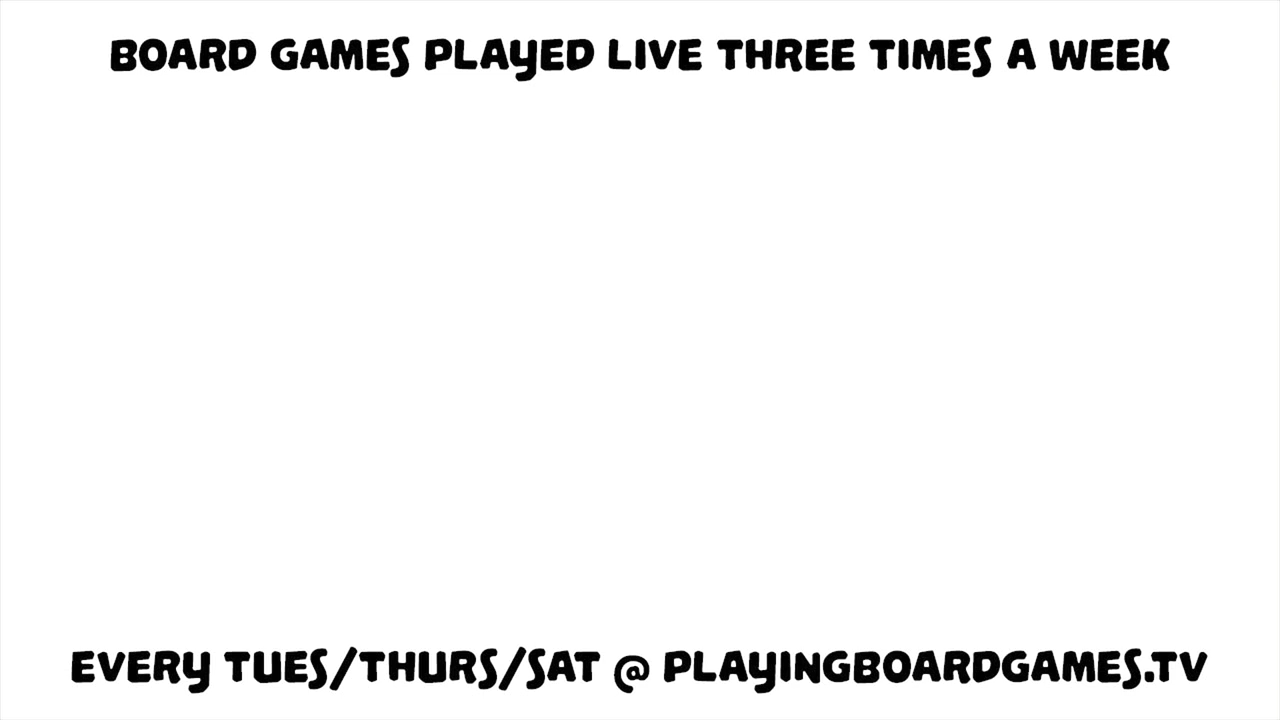 BOARD GAMES PLAYED LIVE THREE TIMES A WEEK
EVERY TUES/THURS/SAT @ PLAYINGBOARDGAMES.TV